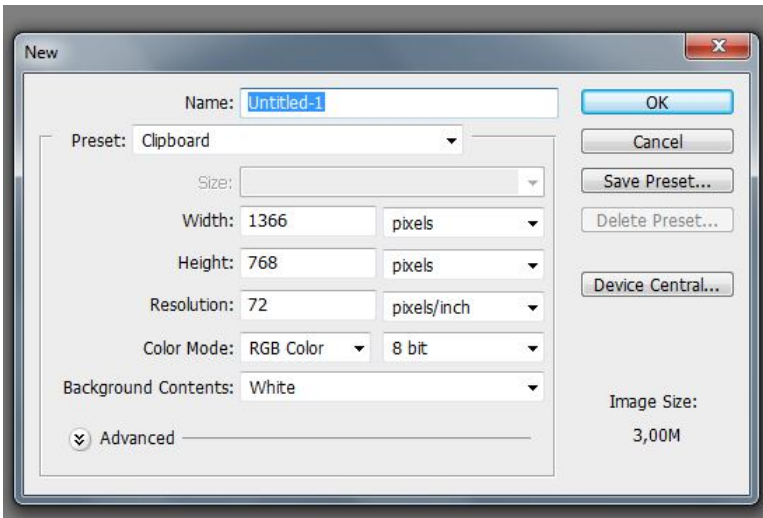 New
Name: Untitled-1
OK
Preset: Clipboard
Cancel
Size:
Save Preset...
Width: 1366 pixels
Delete Preset...
Height: 768 pixels
Device Central...
Resolution: 72 pixels/inch
Color Mode: RGB Color 8 bit
Background Contents: White
Image Size:
Advanced
3,00M